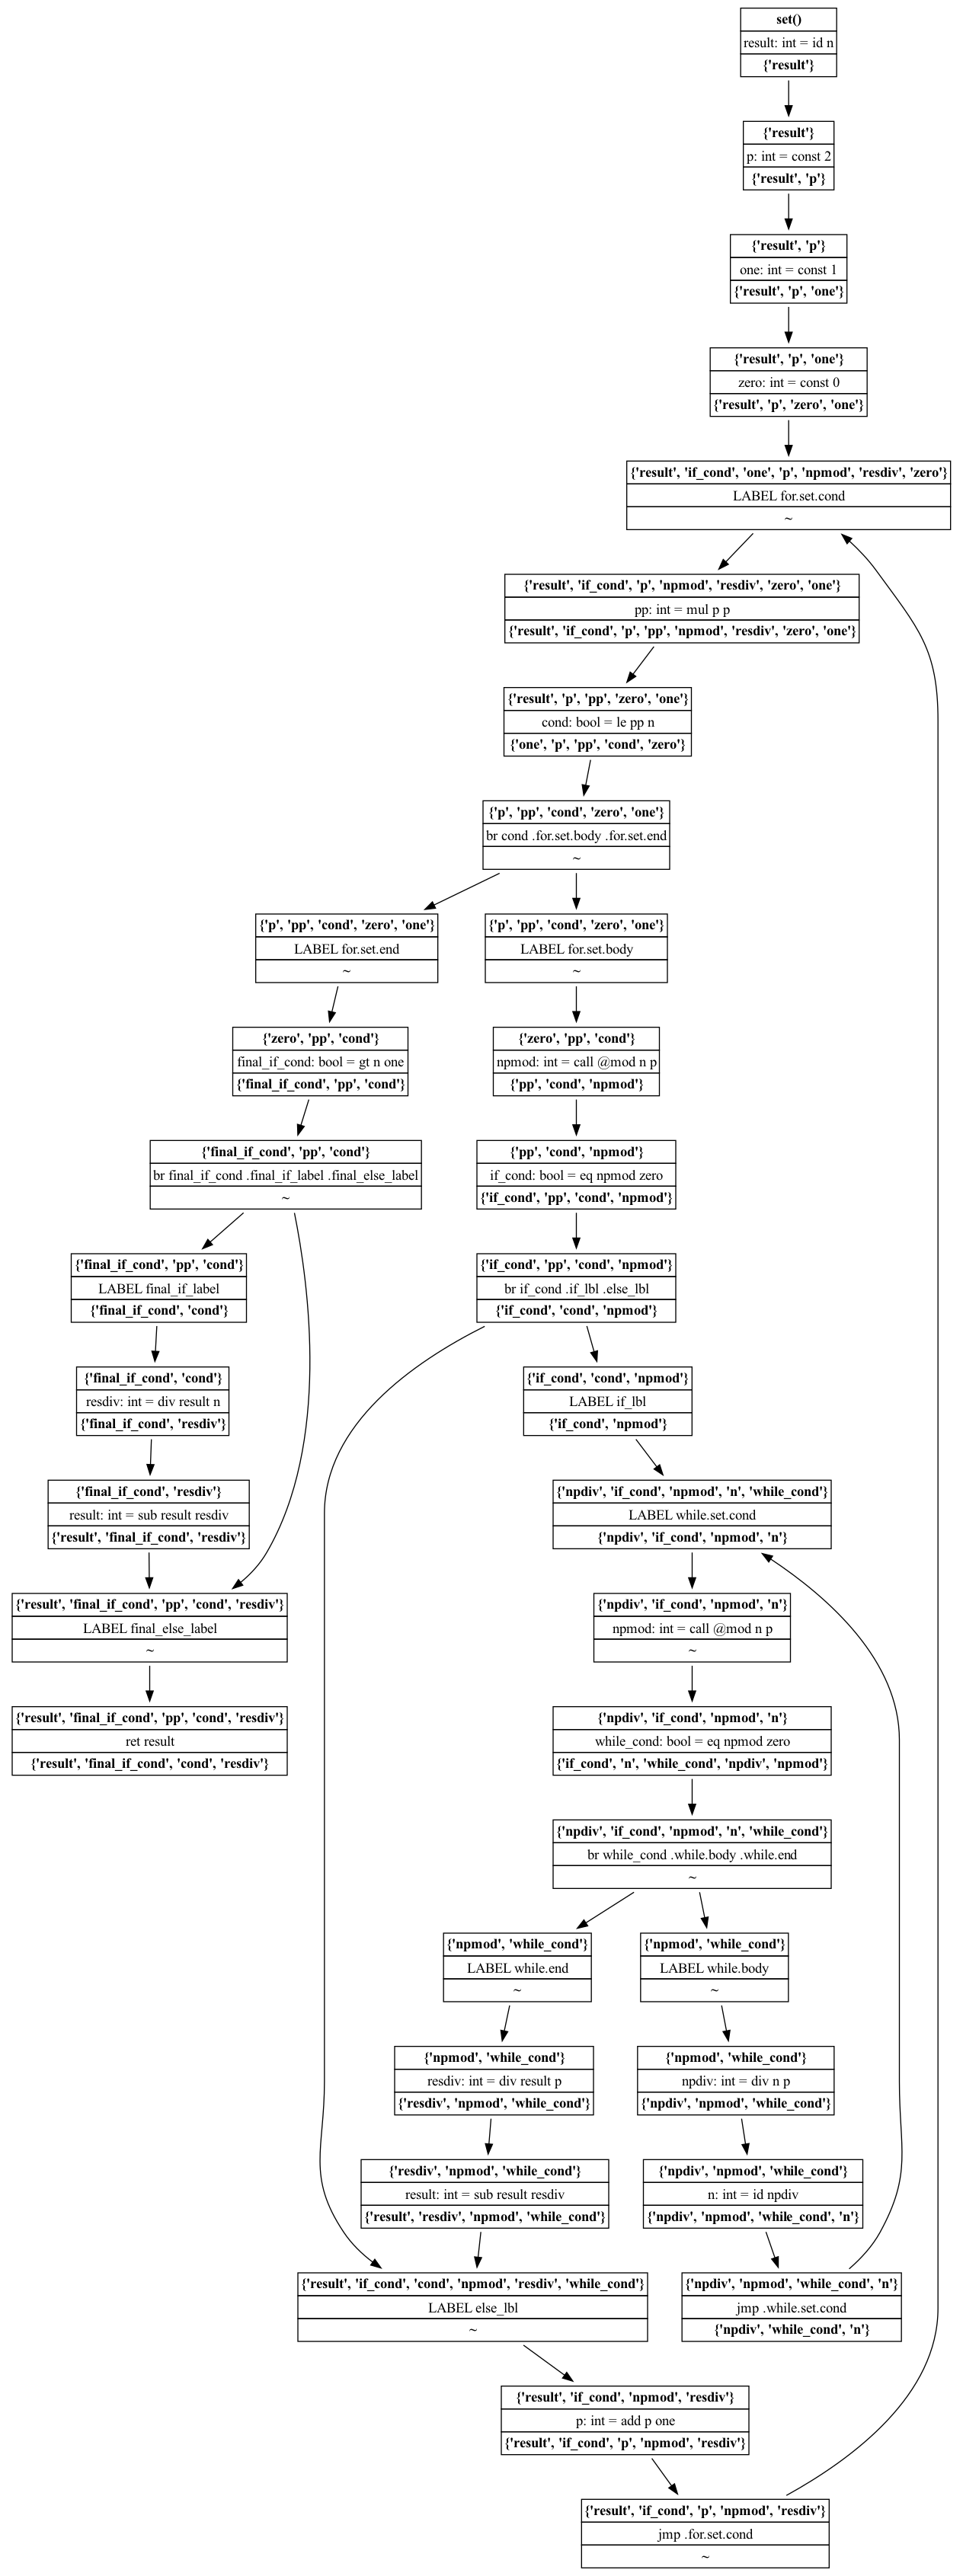 set()
result: int = id n
{'result'}
{'result'}
p: int = const 2
{'result', 'p'}
{'result', 'p'}
one: int = const 1
{'result', 'p', 'one'}
{'result', 'p', 'one'}
zero: int = const 0
{'result', 'p', 'zero', 'one'}
{'result', 'if_cond', 'one', 'p', 'npmod', 'resdiv', 'zero'}
LABEL for.set.cond
~
{'result', 'if_cond', 'p', 'npmod', 'resdiv', 'zero', 'one'}
pp: int = mul p p
{'result', 'if_cond', 'p', 'pp', 'npmod', 'resdiv', 'zero', 'one'}
{'result', 'p', 'pp', 'zero', 'one'}
cond: bool = le pp n
{'one', 'p', 'pp', 'cond', 'zero'}
{'p', 'pp', 'cond', 'zero', 'one'}
br cond .for.set.body .for.set.end
~
{'p', 'pp', 'cond', 'zero', 'one'}
LABEL for.set.end
~
{'p', 'pp', 'cond', 'zero', 'one'}
LABEL for.set.body
~
{'zero', 'pp', 'cond'}
final_if_cond: bool = gt n one
{'final_if_cond', 'pp', 'cond'}
{'zero', 'pp', 'cond'}
npmod: int = call @mod n p
{'pp', 'cond', 'npmod'}
{'final_if_cond', 'pp', 'cond'}
br final_if_cond .final_if_label .final_else_label
~
{'pp', 'cond', 'npmod'}
if_cond: bool = eq npmod zero
{'if_cond', 'pp', 'cond', 'npmod'}
{'final_if_cond', 'pp', 'cond'}
LABEL final_if_label
{'final_if_cond', 'cond'}
{'if_cond', 'pp', 'cond', 'npmod'}
br if_cond .if_lbl .else_lbl
{'if_cond', 'cond', 'npmod'}
{'final_if_cond', 'cond'}
resdiv: int = div result n
{'final_if_cond', 'resdiv'}
{'if_cond', 'cond', 'npmod'}
LABEL if_lbl
{'if_cond', 'npmod'}
{'final_if_cond', 'resdiv'}
result: int = sub result resdiv
{'result', 'final_if_cond', 'resdiv'}
{'npdiv', 'if_cond', 'npmod', 'n', 'while_cond'}
LABEL while.set.cond
{'npdiv', 'if_cond', 'npmod', 'n'}
{'result', 'final_if_cond', 'pp', 'cond', 'resdiv'}
LABEL final_else_label
~
{'npdiv', 'if_cond', 'npmod', 'n'}
npmod: int = call @mod n p
~
{'result', 'final_if_cond', 'pp', 'cond', 'resdiv'}
ret result
{'result', 'final_if_cond', 'cond', 'resdiv'}
{'npdiv', 'if_cond', 'npmod', 'n'}
while_cond: bool = eq npmod zero
{'if_cond', 'n', 'while_cond', 'npdiv', 'npmod'}
{'npdiv', 'if_cond', 'npmod', 'n', 'while_cond'}
br while_cond .while.body .while.end
~
{'npmod', 'while_cond'}
LABEL while.end
~
{'npmod', 'while_cond'}
LABEL while.body
~
{'npmod', 'while_cond'}
resdiv: int = div result p
{'resdiv', 'npmod', 'while_cond'}
{'npmod', 'while_cond'}
npdiv: int = div n p
{'npdiv', 'npmod', 'while_cond'}
{'resdiv', 'npmod', 'while_cond'}
result: int = sub result resdiv
{'result', 'resdiv', 'npmod', 'while_cond'}
{'npdiv', 'npmod', 'while_cond'}
n: int = id npdiv
{'npdiv', 'npmod', 'while_cond', 'n'}
{'result', 'if_cond', 'cond', 'npmod', 'resdiv', 'while_cond'}
LABEL else_lbl
~
{'npdiv', 'npmod', 'while_cond', 'n'}
jmp .while.set.cond
{'npdiv', 'while_cond', 'n'}
{'result', 'if_cond', 'npmod', 'resdiv'}
p: int = add p one
{'result', 'if_cond', 'p', 'npmod', 'resdiv'}
{'result', 'if_cond', 'p', 'npmod', 'resdiv'}
jmp .for.set.cond
~